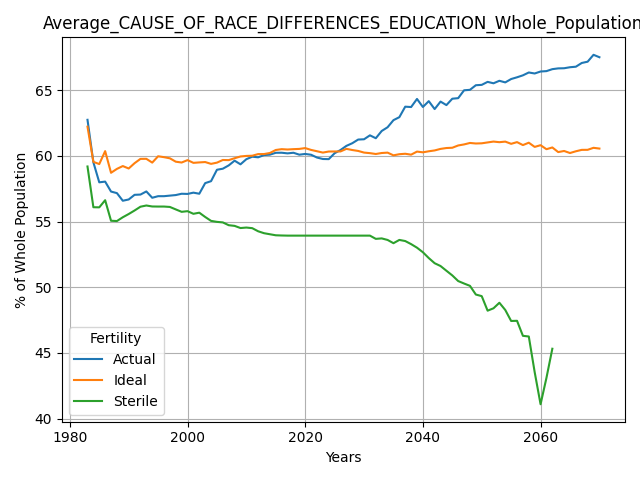 Average_CAUSE_OF_RACE_DIFFERENCES_EDUCATION_Whole_Population
% of Whole Population
65
60
55
50
45
40
Fertility
Actual
Ideal
Sterile
1980 2000 2020 2040 2060
Years